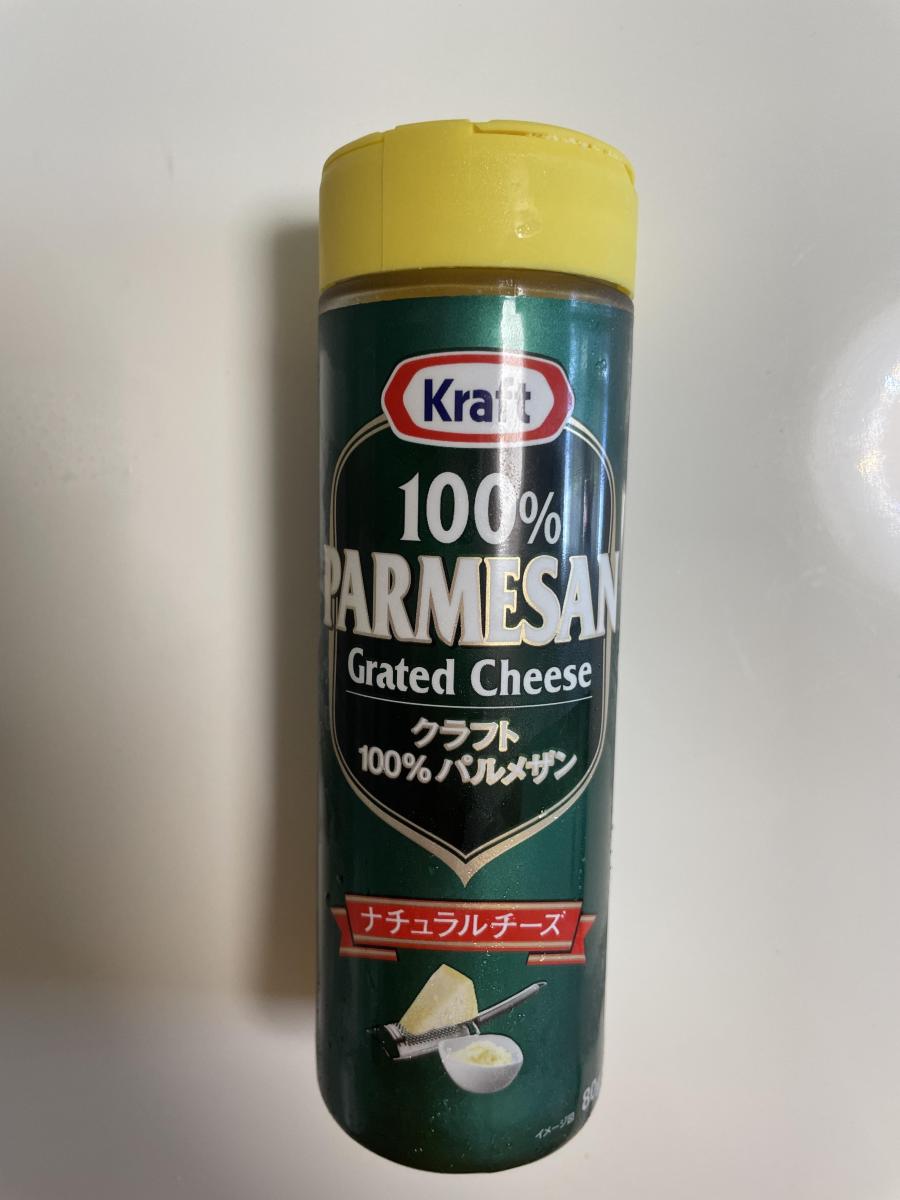 Kraft
100%
PARMESAN
Grated Cheese
クラフト
100% パルメザン
ナチュラルチーズ
イメージ図